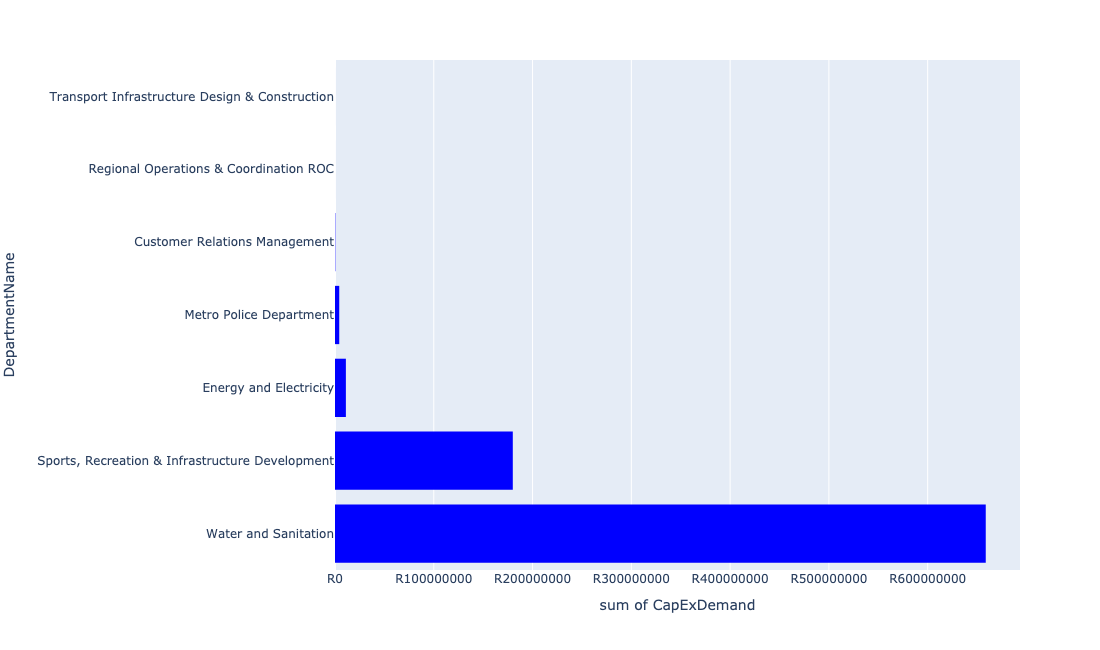 Transport Infrastructure Design & Construction
Regional Operations & Coordination ROC
Customer Relations Management
Metro Police Department
Energy and Electricity
Sports, Recreation & Infrastructure Development
Water and Sanitation
DepartmentName
R0 R100000000 R200000000 R300000000 R400000000 R500000000 R600000000
sum of CapExDemand